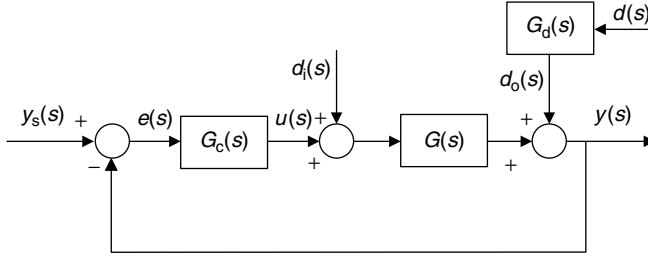 d(s)
G_d(s)
d_i(s)
d_o(s)
y_s(s)
+
e(s)
u(s)
+
+
y(s)
G_c(s)
G(s)
−
+
+